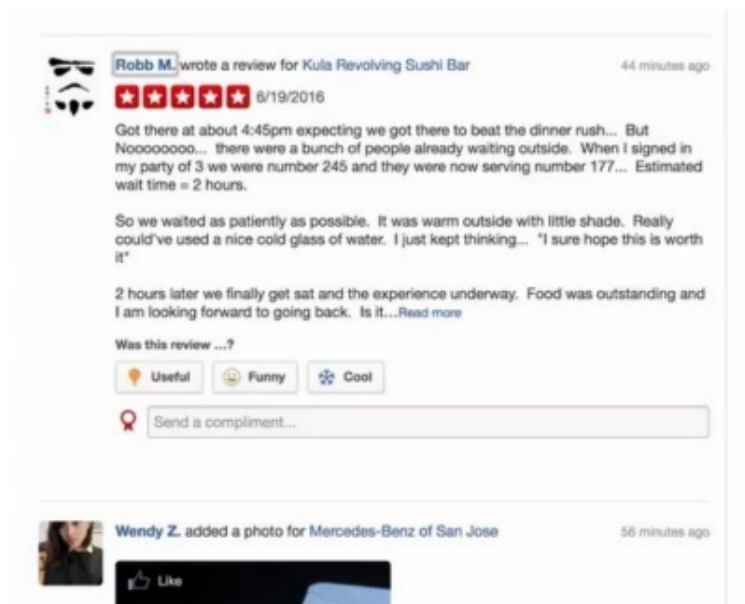 Robb M. wrote a review for Kula Revolving Sushi Bar
44 minutes ago
6/19/2016
Got there at about 4:45pm expecting we got there to beat the dinner rush... But
Noooooooo... there were a bunch of people already waiting outside. When I signed in
my party of 3 we were number 245 and they were now serving number 177... Estimated
wait time = 2 hours.
So we waited as patiently as possible. It was warm outside with little shade. Really
could've used a nice cold glass of water. I just kept thinking... "I sure hope this is worth
it"
2 hours later we finally get sat and the experience underway. Food was outstanding and
I am looking forward to going back. Is it...Read more
Was this review ...?
Useful
Funny
Cool
Send a compliment...
Wendy Z. added a photo for Mercedes-Benz of San Jose
56 minutes ago
Like